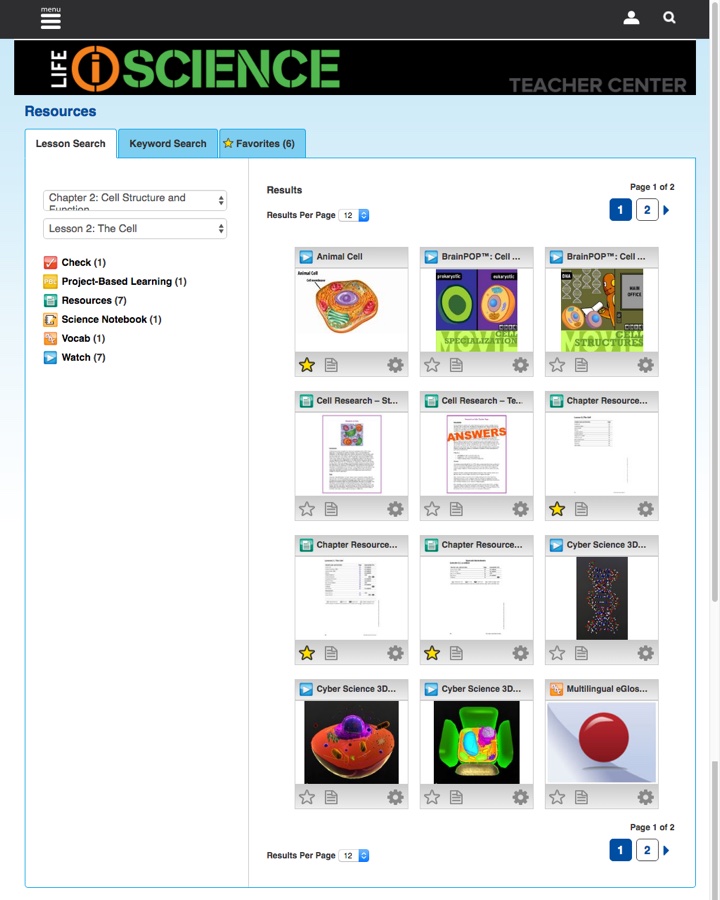 menu
LIFE iSCIENCE
TEACHER CENTER
Resources
Lesson Search
Keyword Search
Favorites (6)
Chapter 2: Cell Structure and
Function
Lesson 2: The Cell
Check (1)
PBL Project-Based Learning (1)
Resources (7)
Science Notebook (1)
Vocab (1)
Watch (7)
Results
Page 1 of 2
Results Per Page 12
1 2
Animal Cell
BrainPOP™: Cell ...
BrainPOP™: Cell ...
Animal Cell
prokaryotic eukaryotic
CELL
SPECIALIZATION
MOVIE
DNA
MAIN
OFFICE
CELL
STRUCTURES
MOVIE
Cell Research – St...
Cell Research – Te...
Chapter Resource...
ANSWERS
Chapter Resource...
Chapter Resource...
Cyber Science 3D...
Cyber Science 3D...
Cyber Science 3D...
Multilingual eGlos...
Page 1 of 2
Results Per Page 12
1 2